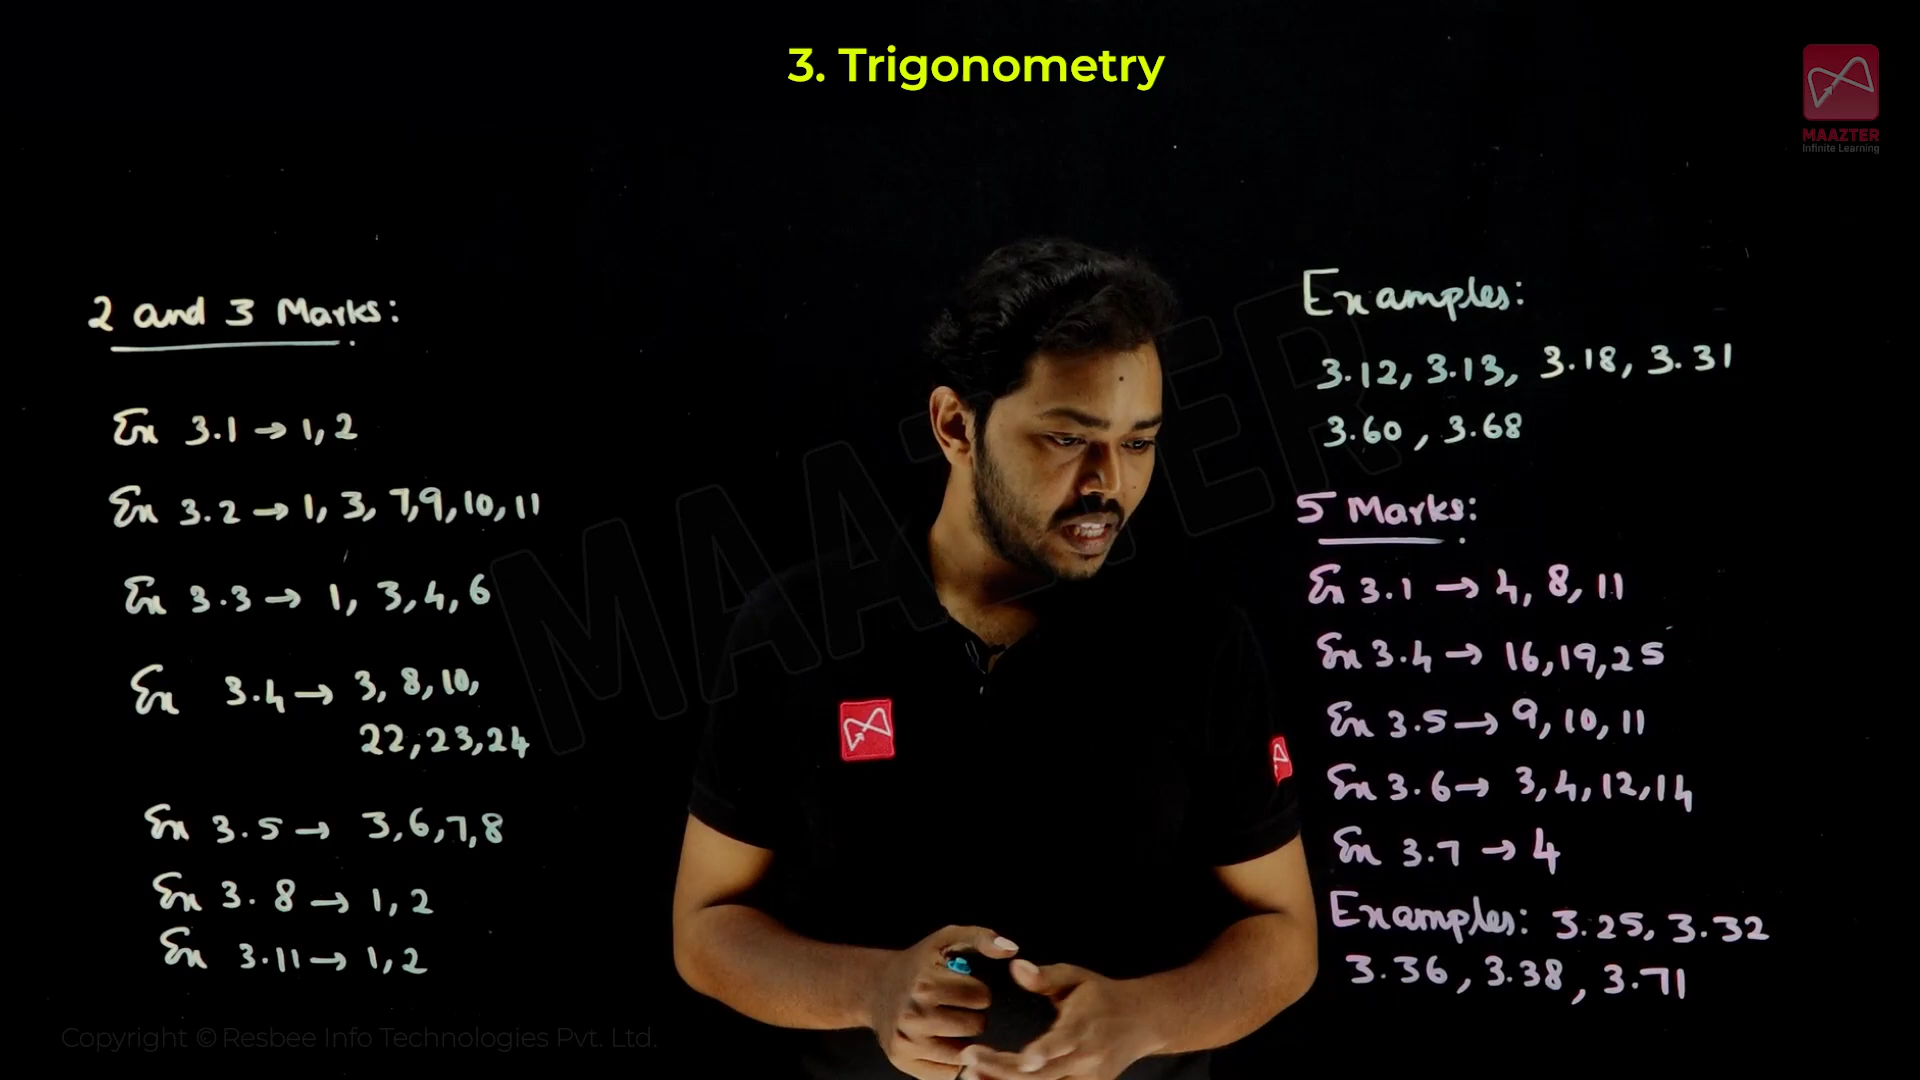 3. Trigonometry
MAAZTER
Infinite Learning
2 and 3 Marks:
Ex 3.1 → 1, 2
Ex 3.2 → 1, 3, 7, 9, 10, 11
Ex 3.3 → 1, 3, 4, 6
Ex 3.4 → 3, 8, 10,
22, 23, 24
Ex 3.5 → 3, 6, 7, 8
Ex 3.8 → 1, 2
Ex 3.11 → 1, 2
Examples:
3.12, 3.13, 3.18, 3.31
3.60, 3.68
5 Marks:
Ex 3.1 → 4, 8, 11
Ex 3.4 → 16, 19, 25
Ex 3.5 → 9, 10, 11
Ex 3.6 → 3, 4, 12, 14
Ex 3.7 → 4
Examples: 3.25, 3.32
3.36, 3.38, 3.71
MAAZTER
Copyright © Resbee Info Technologies Pvt. Ltd.